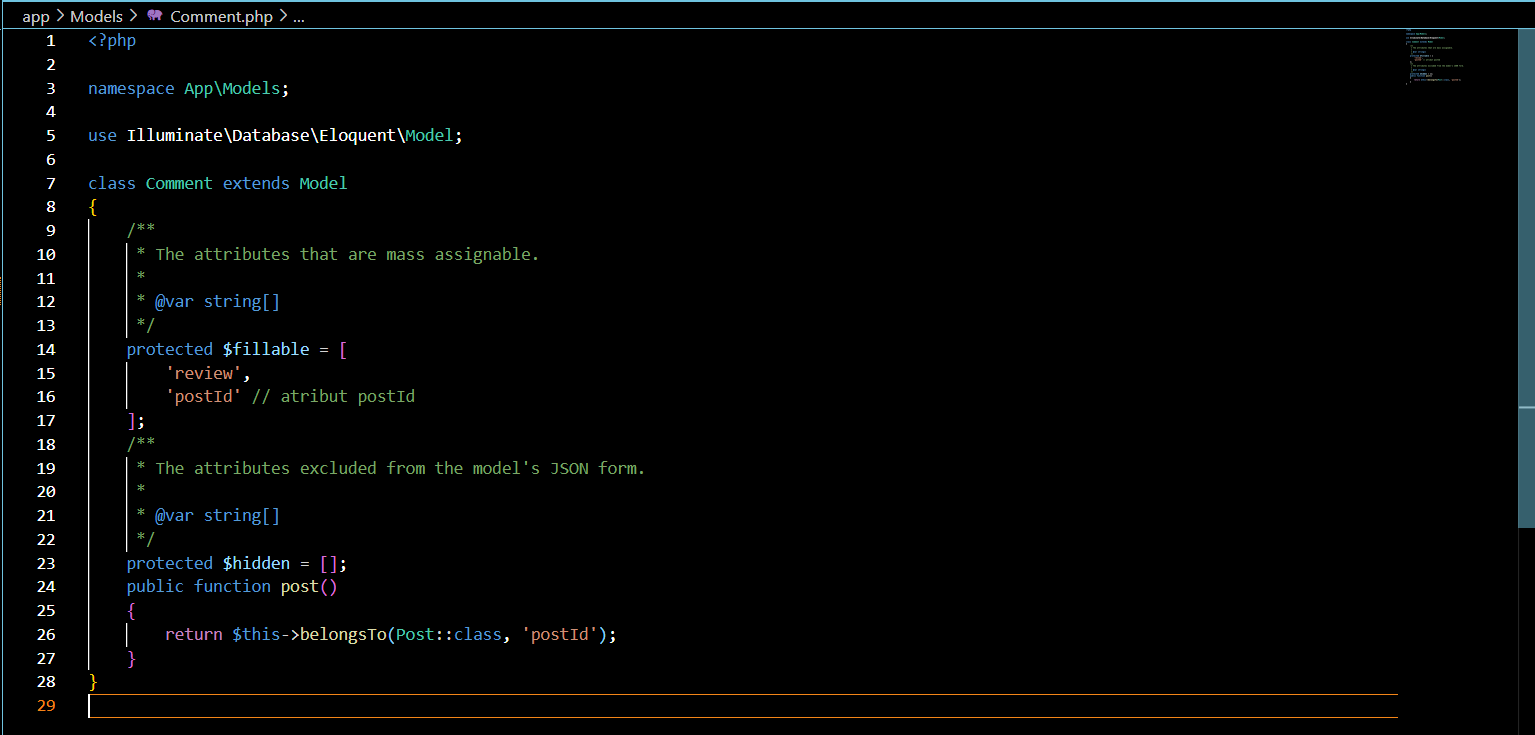 app > Models > Comment.php > ...
1 <?php
2
3 namespace App\Models;
4
5 use Illuminate\Database\Eloquent\Model;
6
7 class Comment extends Model
8 {
9     /**
10      * The attributes that are mass assignable.
11      *
12      * @var string[]
13      */
14     protected $fillable = [
15         'review',
16         'postId' // atribut postId
17     ];
18     /**
19      * The attributes excluded from the model's JSON form.
20      *
21      * @var string[]
22      */
23     protected $hidden = [];
24     public function post()
25     {
26         return $this->belongsTo(Post::class, 'postId');
27     }
28 }
29